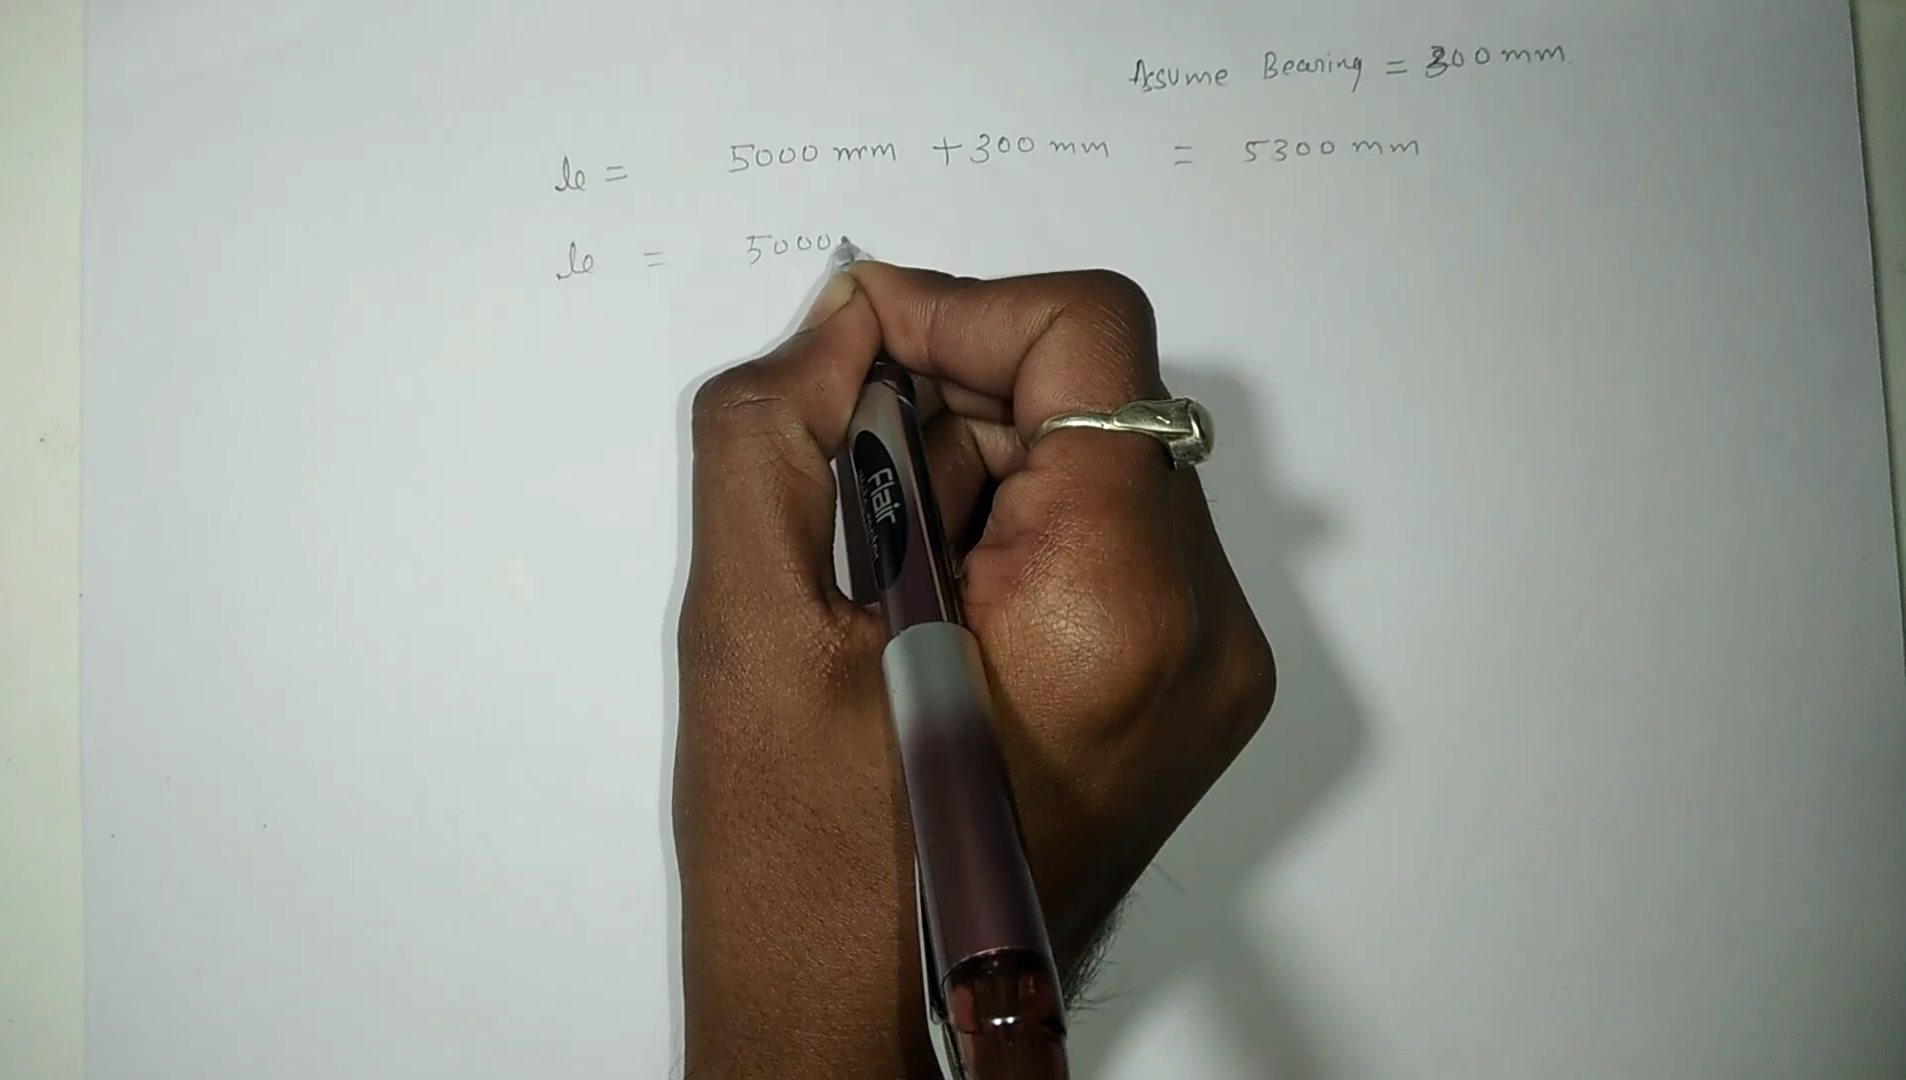 Assume Bearing = 300 mm.
le = 5000 mm + 300 mm = 5300 mm
le = 5000
Flair